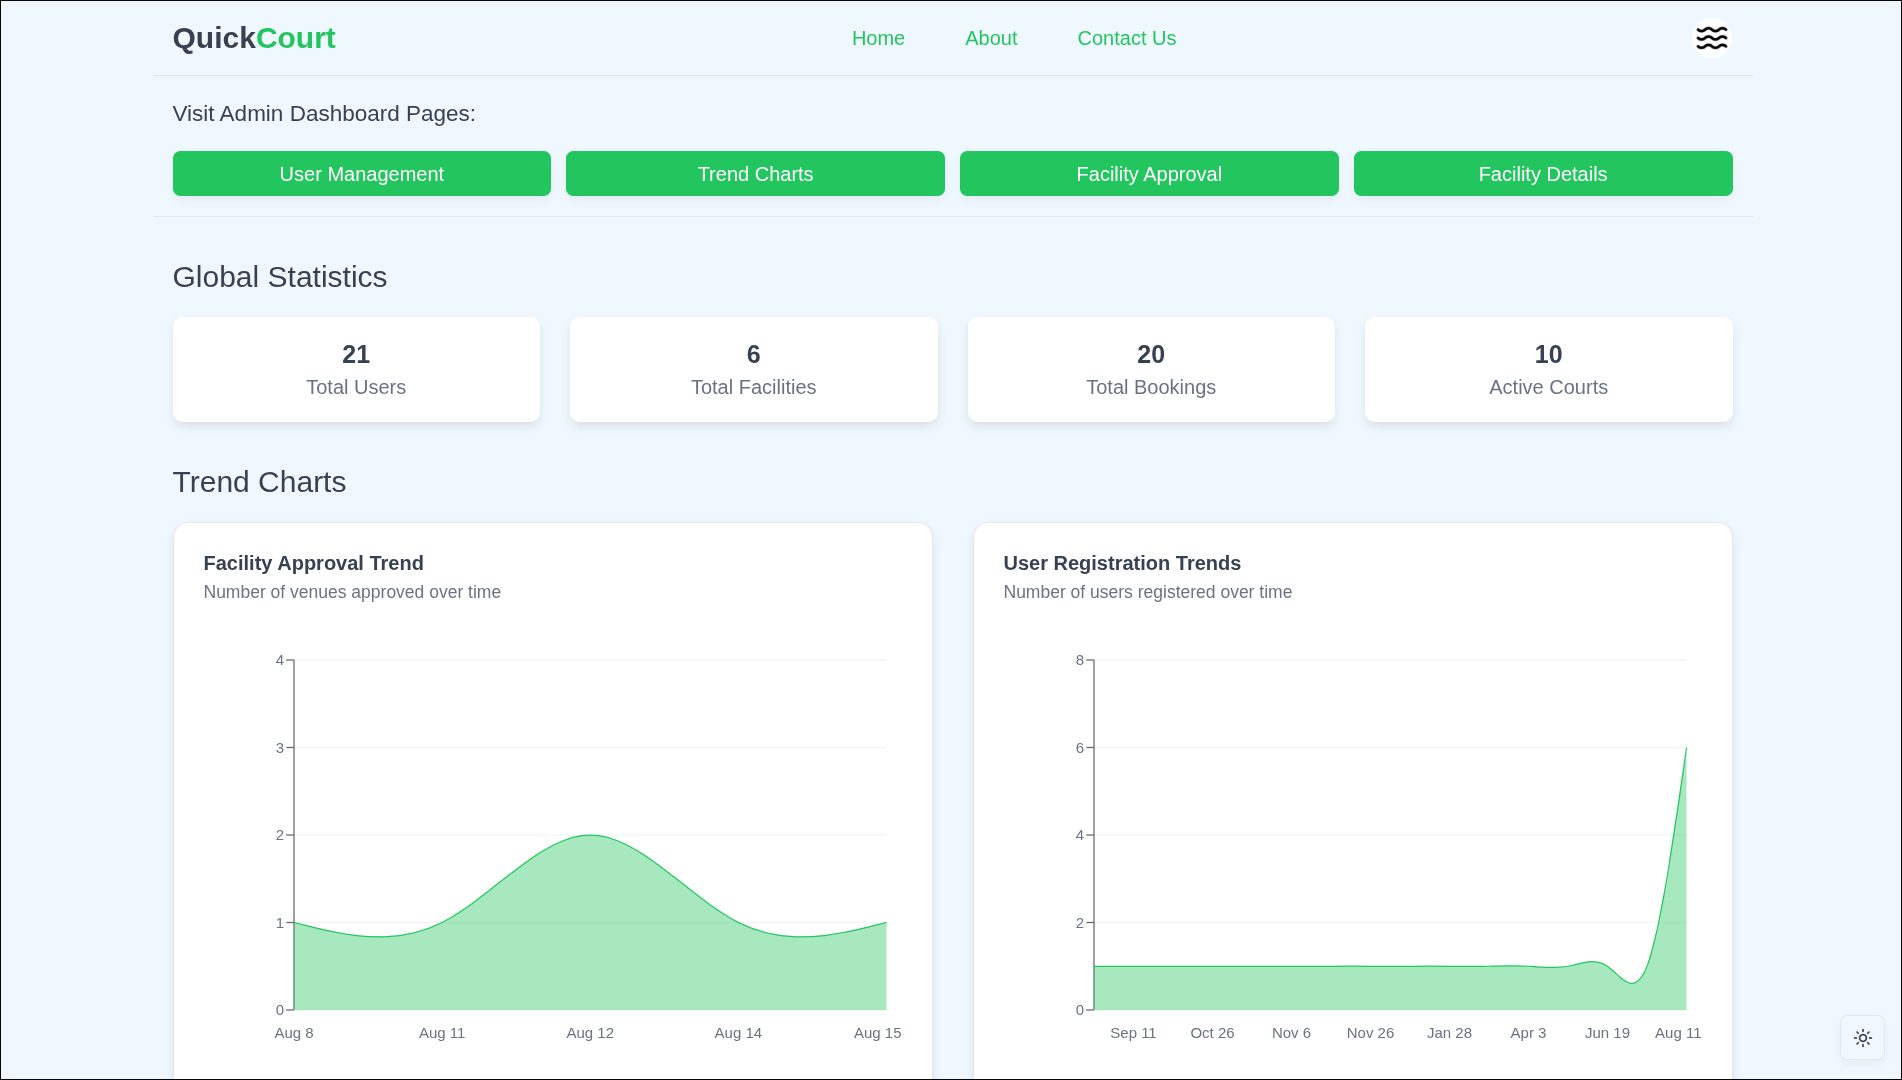 QuickCourt Home About Contact Us
Visit Admin Dashboard Pages:
User Management Trend Charts Facility Approval Facility Details
Global Statistics
21 6 20 10
Total Users Total Facilities Total Bookings Active Courts
Trend Charts
Facility Approval Trend
Number of venues approved over time
4
3
2
1
0
Aug 8 Aug 11 Aug 12 Aug 14 Aug 15
User Registration Trends
Number of users registered over time
8
6
4
2
0
Sep 11 Oct 26 Nov 6 Nov 26 Jan 28 Apr 3 Jun 19 Aug 11